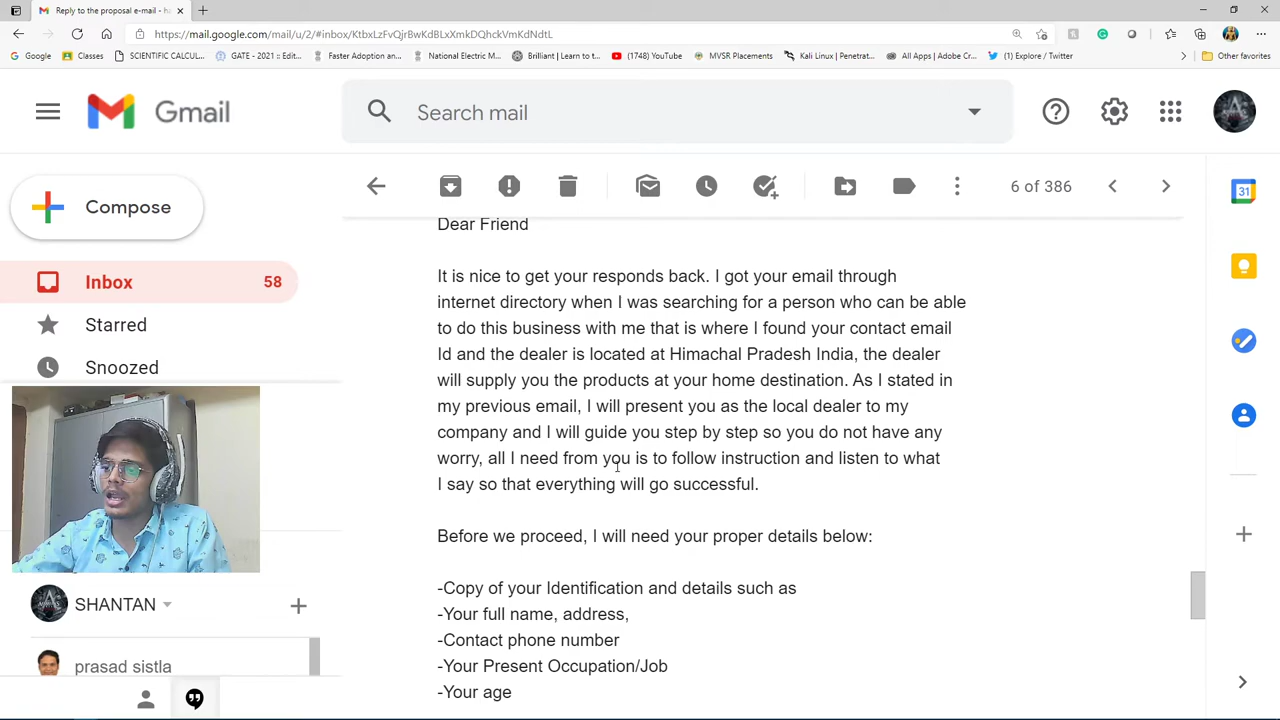 Reply to the proposal e-mail - ha
https://mail.google.com/mail/u/2/#inbox/KtbxLzFvQjrBwKdBLxXmkDQhckVmKdNdtL
Google
Classes
SCIENTIFIC CALCUL...
GATE - 2021 :: Edit...
Faster Adoption an...
National Electric M...
Brilliant | Learn to t...
(1748) YouTube
MVSR Placements
Kali Linux | Penetrat...
All Apps | Adobe Cr...
(1) Explore / Twitter
Other favorites
Gmail
Search mail
Compose
6 of 386
31
Inbox 58
Starred
Snoozed
SHANTAN
prasad sistla
Dear Friend
It is nice to get your responds back. I got your email through
internet directory when I was searching for a person who can be able
to do this business with me that is where I found your contact email
Id and the dealer is located at Himachal Pradesh India, the dealer
will supply you the products at your home destination. As I stated in
my previous email, I will present you as the local dealer to my
company and I will guide you step by step so you do not have any
worry, all I need from you is to follow instruction and listen to what
I say so that everything will go successful.
Before we proceed, I will need your proper details below:
-Copy of your Identification and details such as
-Your full name, address,
-Contact phone number
-Your Present Occupation/Job
-Your age